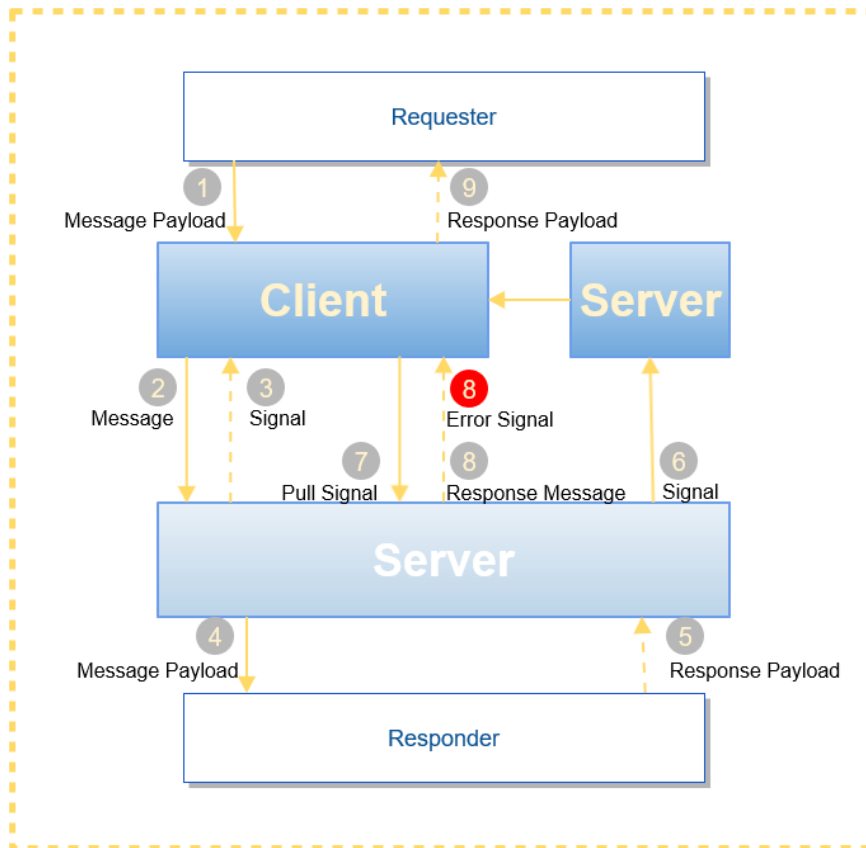 Requester
1
9
Message Payload
Response Payload
Client
Server
2
3
8
Message
Signal
Error Signal
7
8
6
Pull Signal
Response Message
Signal
Server
4
5
Message Payload
Response Payload
Responder